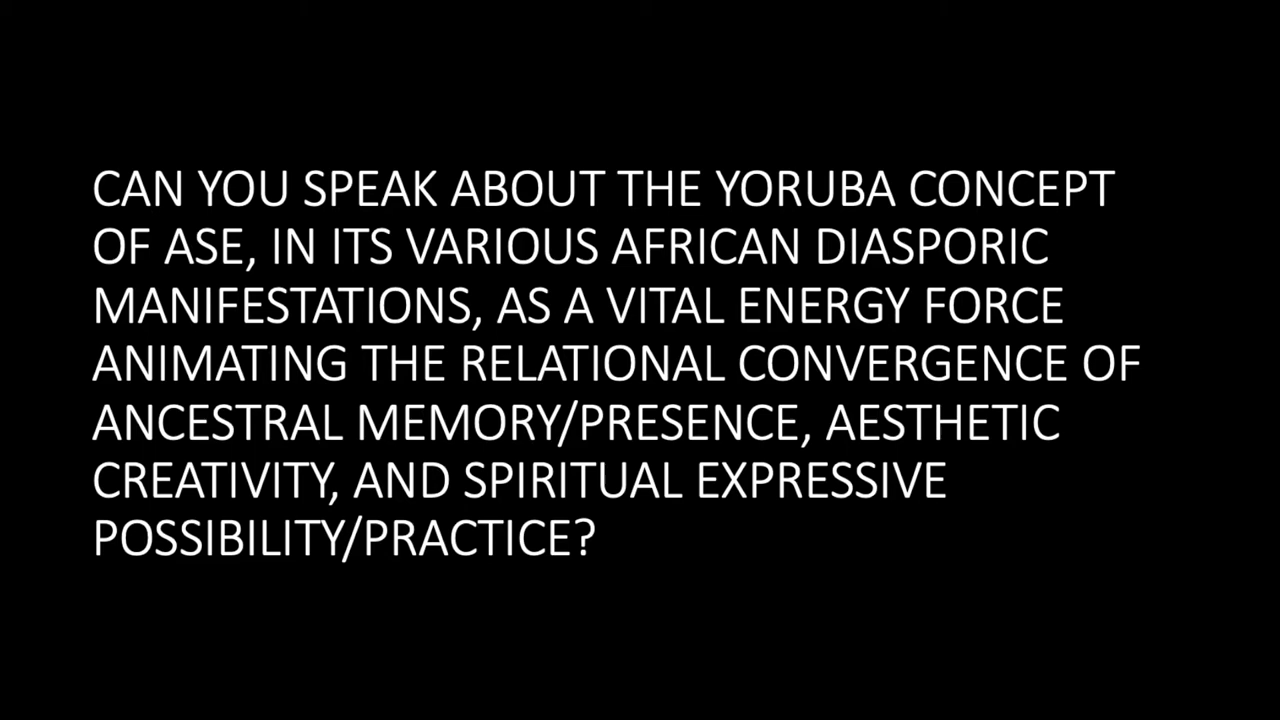 CAN YOU SPEAK ABOUT THE YORUBA CONCEPT
OF ASE, IN ITS VARIOUS AFRICAN DIASPORIC
MANIFESTATIONS, AS A VITAL ENERGY FORCE
ANIMATING THE RELATIONAL CONVERGENCE OF
ANCESTRAL MEMORY/PRESENCE, AESTHETIC
CREATIVITY, AND SPIRITUAL EXPRESSIVE
POSSIBILITY/PRACTICE?